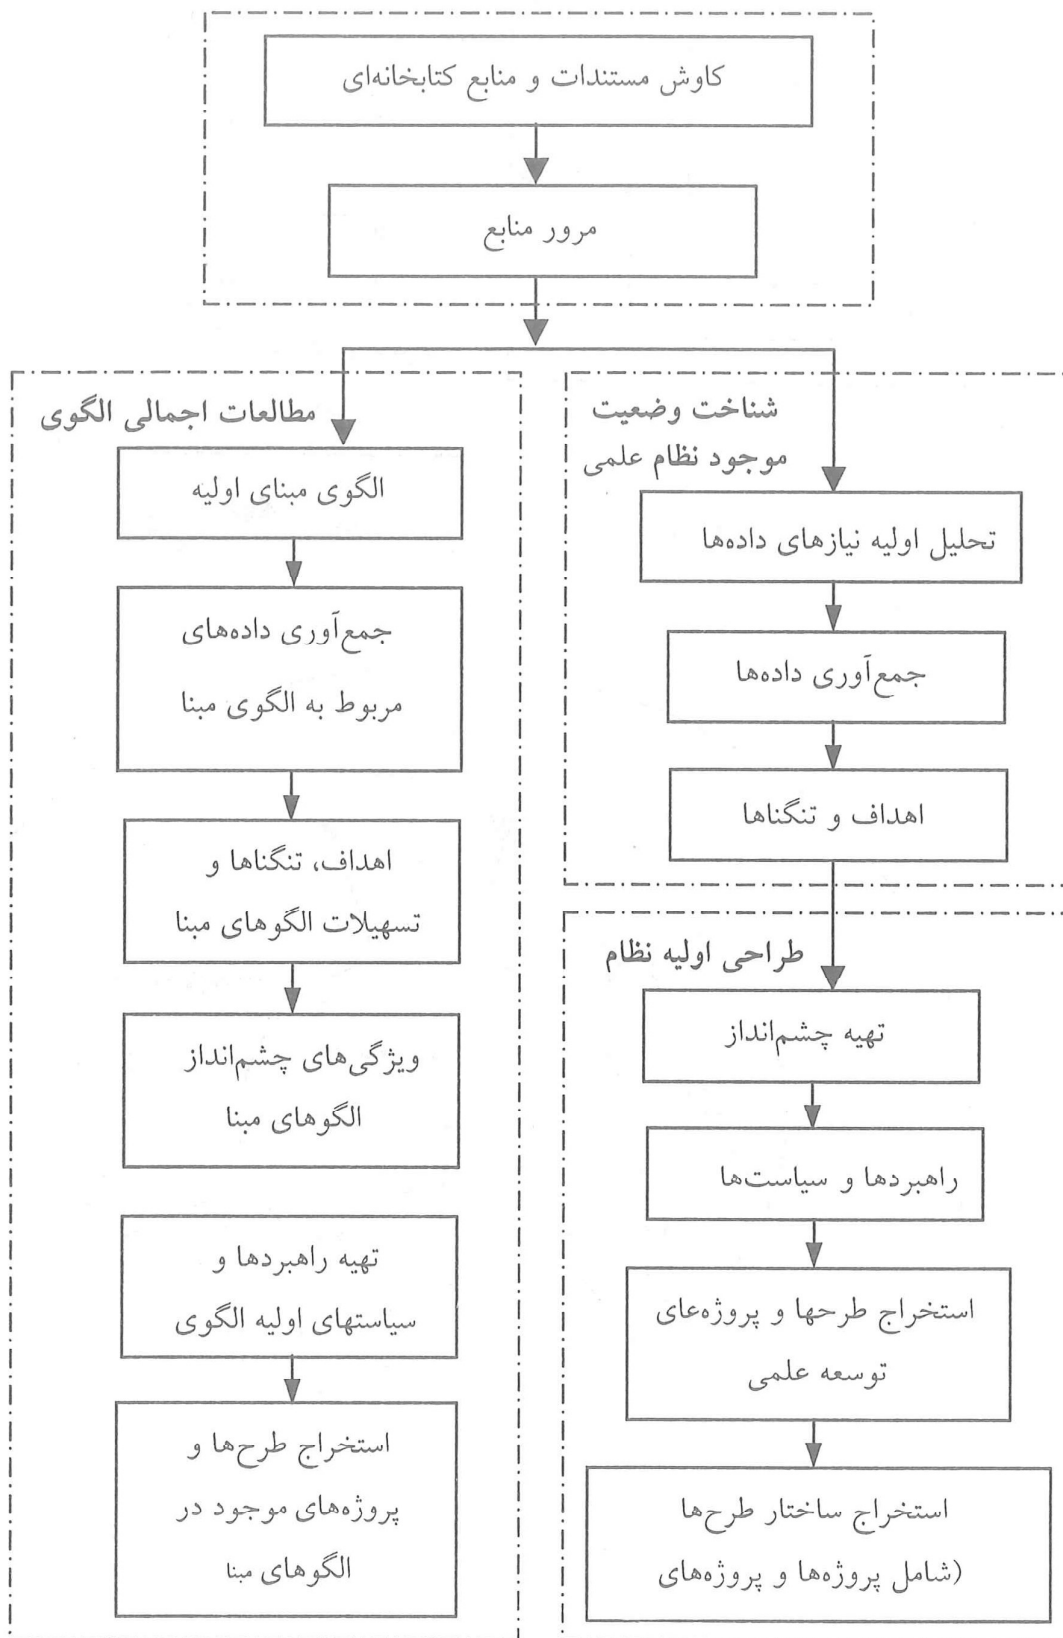 کاوش مستندات و منابع کتابخانه‌ای
مرور منابع
شناخت وضعیت
موجود نظام علمی
تحلیل اولیه نیازهای داده‌ها
جمع‌آوری داده‌ها
اهداف و تنگناها
طراحی اولیه نظام
تهیه چشم‌انداز
راهبردها و سیاست‌ها
استخراج طرحها و پروژه‌عای
توسعه علمی
استخراج ساختار طرح‌ها
(شامل پروژه‌ها و پروژه‌های
مطالعات اجمالی الگوی
الگوی مبنای اولیه
جمع‌آوری داده‌های
مربوط به الگوی مبنا
اهداف، تنگناها و
تسهیلات الگوهای مبنا
ویژگی‌های چشم‌انداز
الگوهای مبنا
تهیه راهبردها و
سیاستهای اولیه الگوی
استخراج طرح‌ها و
پروژه‌های موجود در
الگوهای مبنا